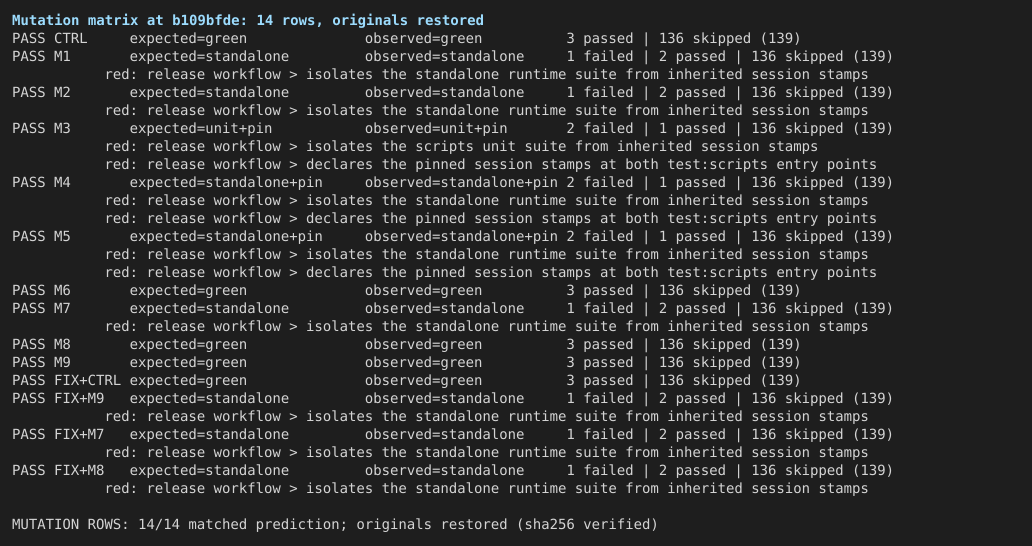 Mutation matrix at b109bfde: 14 rows, originals restored
PASS CTRL expected=green observed=green 3 passed | 136 skipped (139)
PASS M1 expected=standalone observed=standalone 1 failed | 2 passed | 136 skipped (139)
red: release workflow > isolates the standalone runtime suite from inherited session stamps
PASS M2 expected=standalone observed=standalone 1 failed | 2 passed | 136 skipped (139)
red: release workflow > isolates the standalone runtime suite from inherited session stamps
PASS M3 expected=unit+pin observed=unit+pin 2 failed | 1 passed | 136 skipped (139)
red: release workflow > isolates the scripts unit suite from inherited session stamps
red: release workflow > declares the pinned session stamps at both test:scripts entry points
PASS M4 expected=standalone+pin observed=standalone+pin 2 failed | 1 passed | 136 skipped (139)
red: release workflow > isolates the standalone runtime suite from inherited session stamps
red: release workflow > declares the pinned session stamps at both test:scripts entry points
PASS M5 expected=standalone+pin observed=standalone+pin 2 failed | 1 passed | 136 skipped (139)
red: release workflow > isolates the standalone runtime suite from inherited session stamps
red: release workflow > declares the pinned session stamps at both test:scripts entry points
PASS M6 expected=green observed=green 3 passed | 136 skipped (139)
PASS M7 expected=standalone observed=standalone 1 failed | 2 passed | 136 skipped (139)
red: release workflow > isolates the standalone runtime suite from inherited session stamps
PASS M8 expected=green observed=green 3 passed | 136 skipped (139)
PASS M9 expected=green observed=green 3 passed | 136 skipped (139)
PASS FIX+CTRL expected=green observed=green 3 passed | 136 skipped (139)
PASS FIX+M9 expected=standalone observed=standalone 1 failed | 2 passed | 136 skipped (139)
red: release workflow > isolates the standalone runtime suite from inherited session stamps
PASS FIX+M7 expected=standalone observed=standalone 1 failed | 2 passed | 136 skipped (139)
red: release workflow > isolates the standalone runtime suite from inherited session stamps
PASS FIX+M8 expected=standalone observed=standalone 1 failed | 2 passed | 136 skipped (139)
red: release workflow > isolates the standalone runtime suite from inherited session stamps
MUTATION ROWS: 14/14 matched prediction; originals restored (sha256 verified)